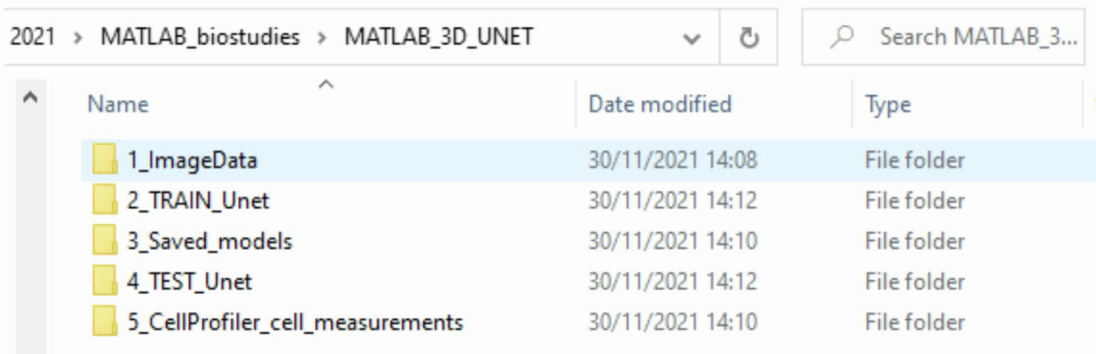 2021 > MATLAB_biostudies > MATLAB_3D_UNET Search MATLAB_3...
Name Date modified Type
1_ImageData 30/11/2021 14:08 File folder
2_TRAIN_Unet 30/11/2021 14:12 File folder
3_Saved_models 30/11/2021 14:10 File folder
4_TEST_Unet 30/11/2021 14:12 File folder
5_CellProfiler_cell_measurements 30/11/2021 14:10 File folder